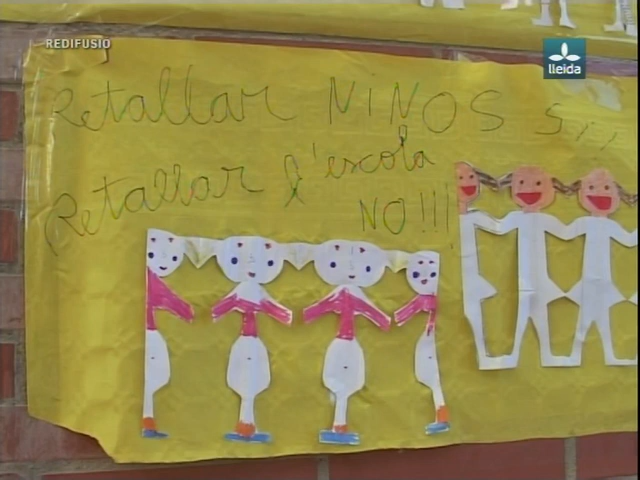 REDIFUSIO
lleida
Retallar NINOS sí,
Retallar l'escola
NO!!!